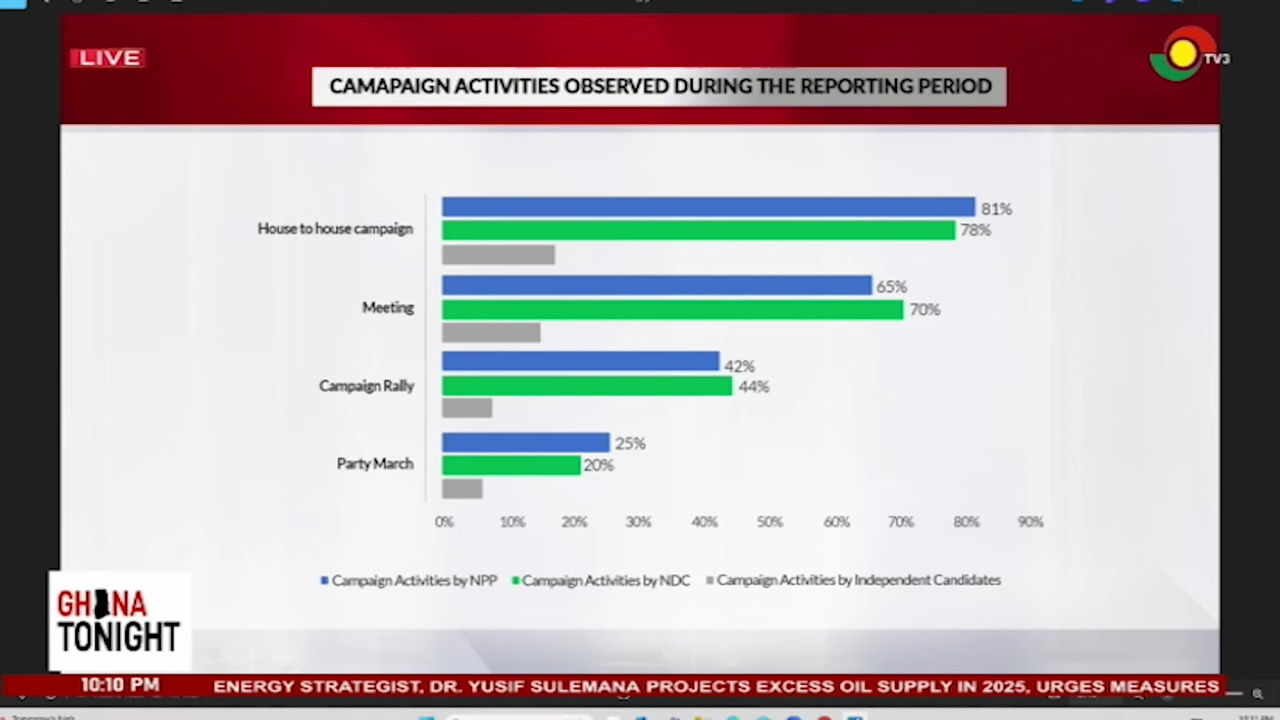 LIVE
TV3
CAMAPAIGN ACTIVITIES OBSERVED DURING THE REPORTING PERIOD
House to house campaign
81%
78%
Meeting
65%
70%
Campaign Rally
42%
44%
Party March
25%
20%
0% 10% 20% 30% 40% 50% 60% 70% 80% 90%
Campaign Activities by NPP Campaign Activities by NDC Campaign Activities by Independent Candidates
GHANA
TONIGHT
10:10 PM ENERGY STRATEGIST, DR. YUSIF SULEMANA PROJECTS EXCESS OIL SUPPLY IN 2025, URGES MEASURES